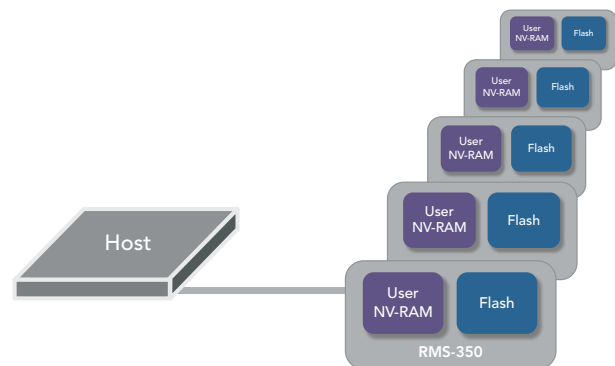 User Flash
NV-RAM
User Flash
NV-RAM
User Flash
NV-RAM
User Flash
NV-RAM
Host
User Flash
NV-RAM
RMS-350